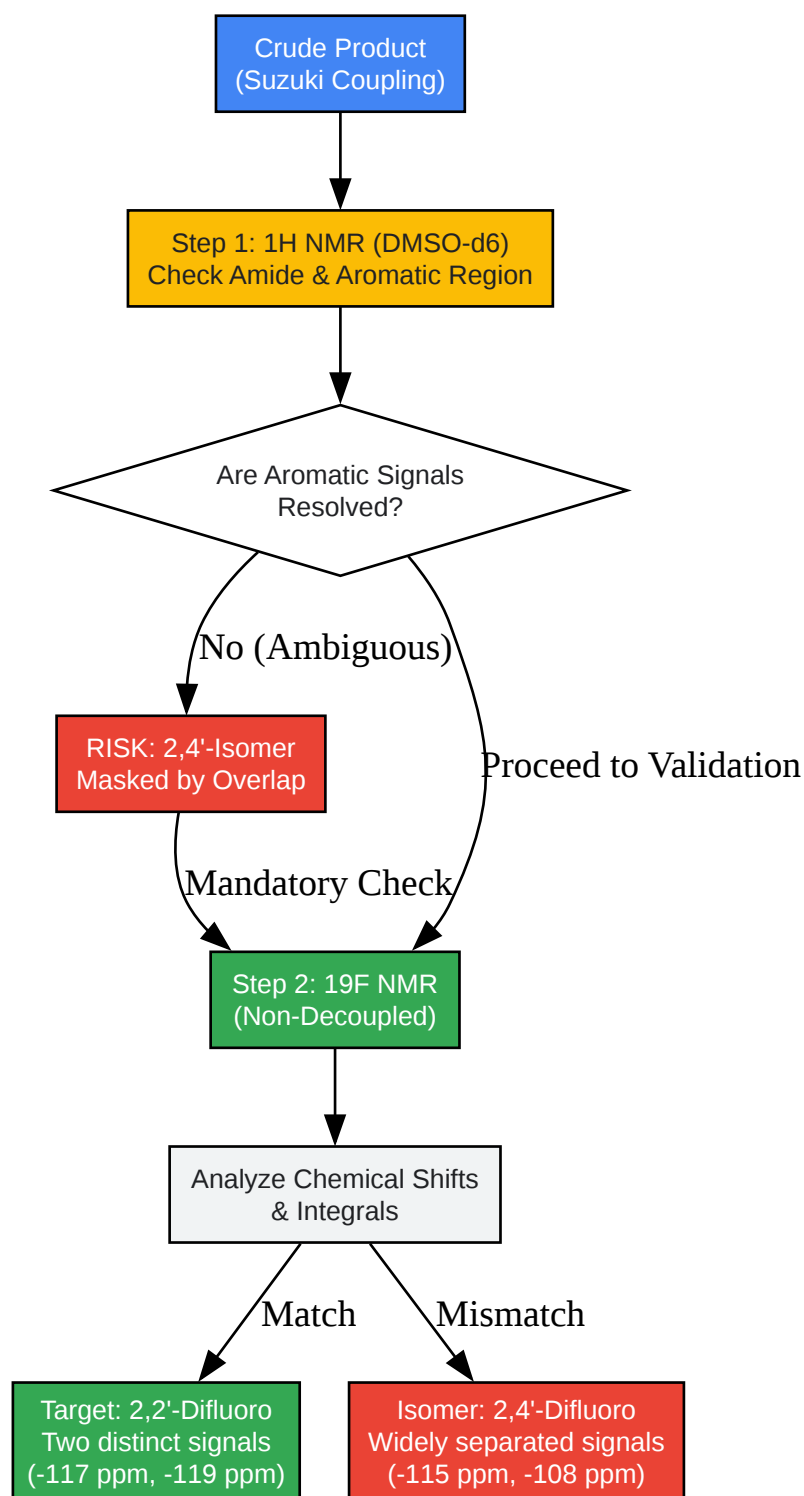 Crude Product
(Suzuki Coupling)
Step 1: 1H NMR (DMSO-d6)
Check Amide & Aromatic Region
Are Aromatic Signals
Resolved?
No (Ambiguous)
RISK: 2,4'-Isomer
Masked by Overlap
Proceed to Validation
Mandatory Check
Step 2: 19F NMR
(Non-Decoupled)
Analyze Chemical Shifts
& Integrals
Match
Mismatch
Target: 2,2'-Difluoro
Two distinct signals
(-117 ppm, -119 ppm)
Isomer: 2,4'-Difluoro
Widely separated signals
(-115 ppm, -108 ppm)